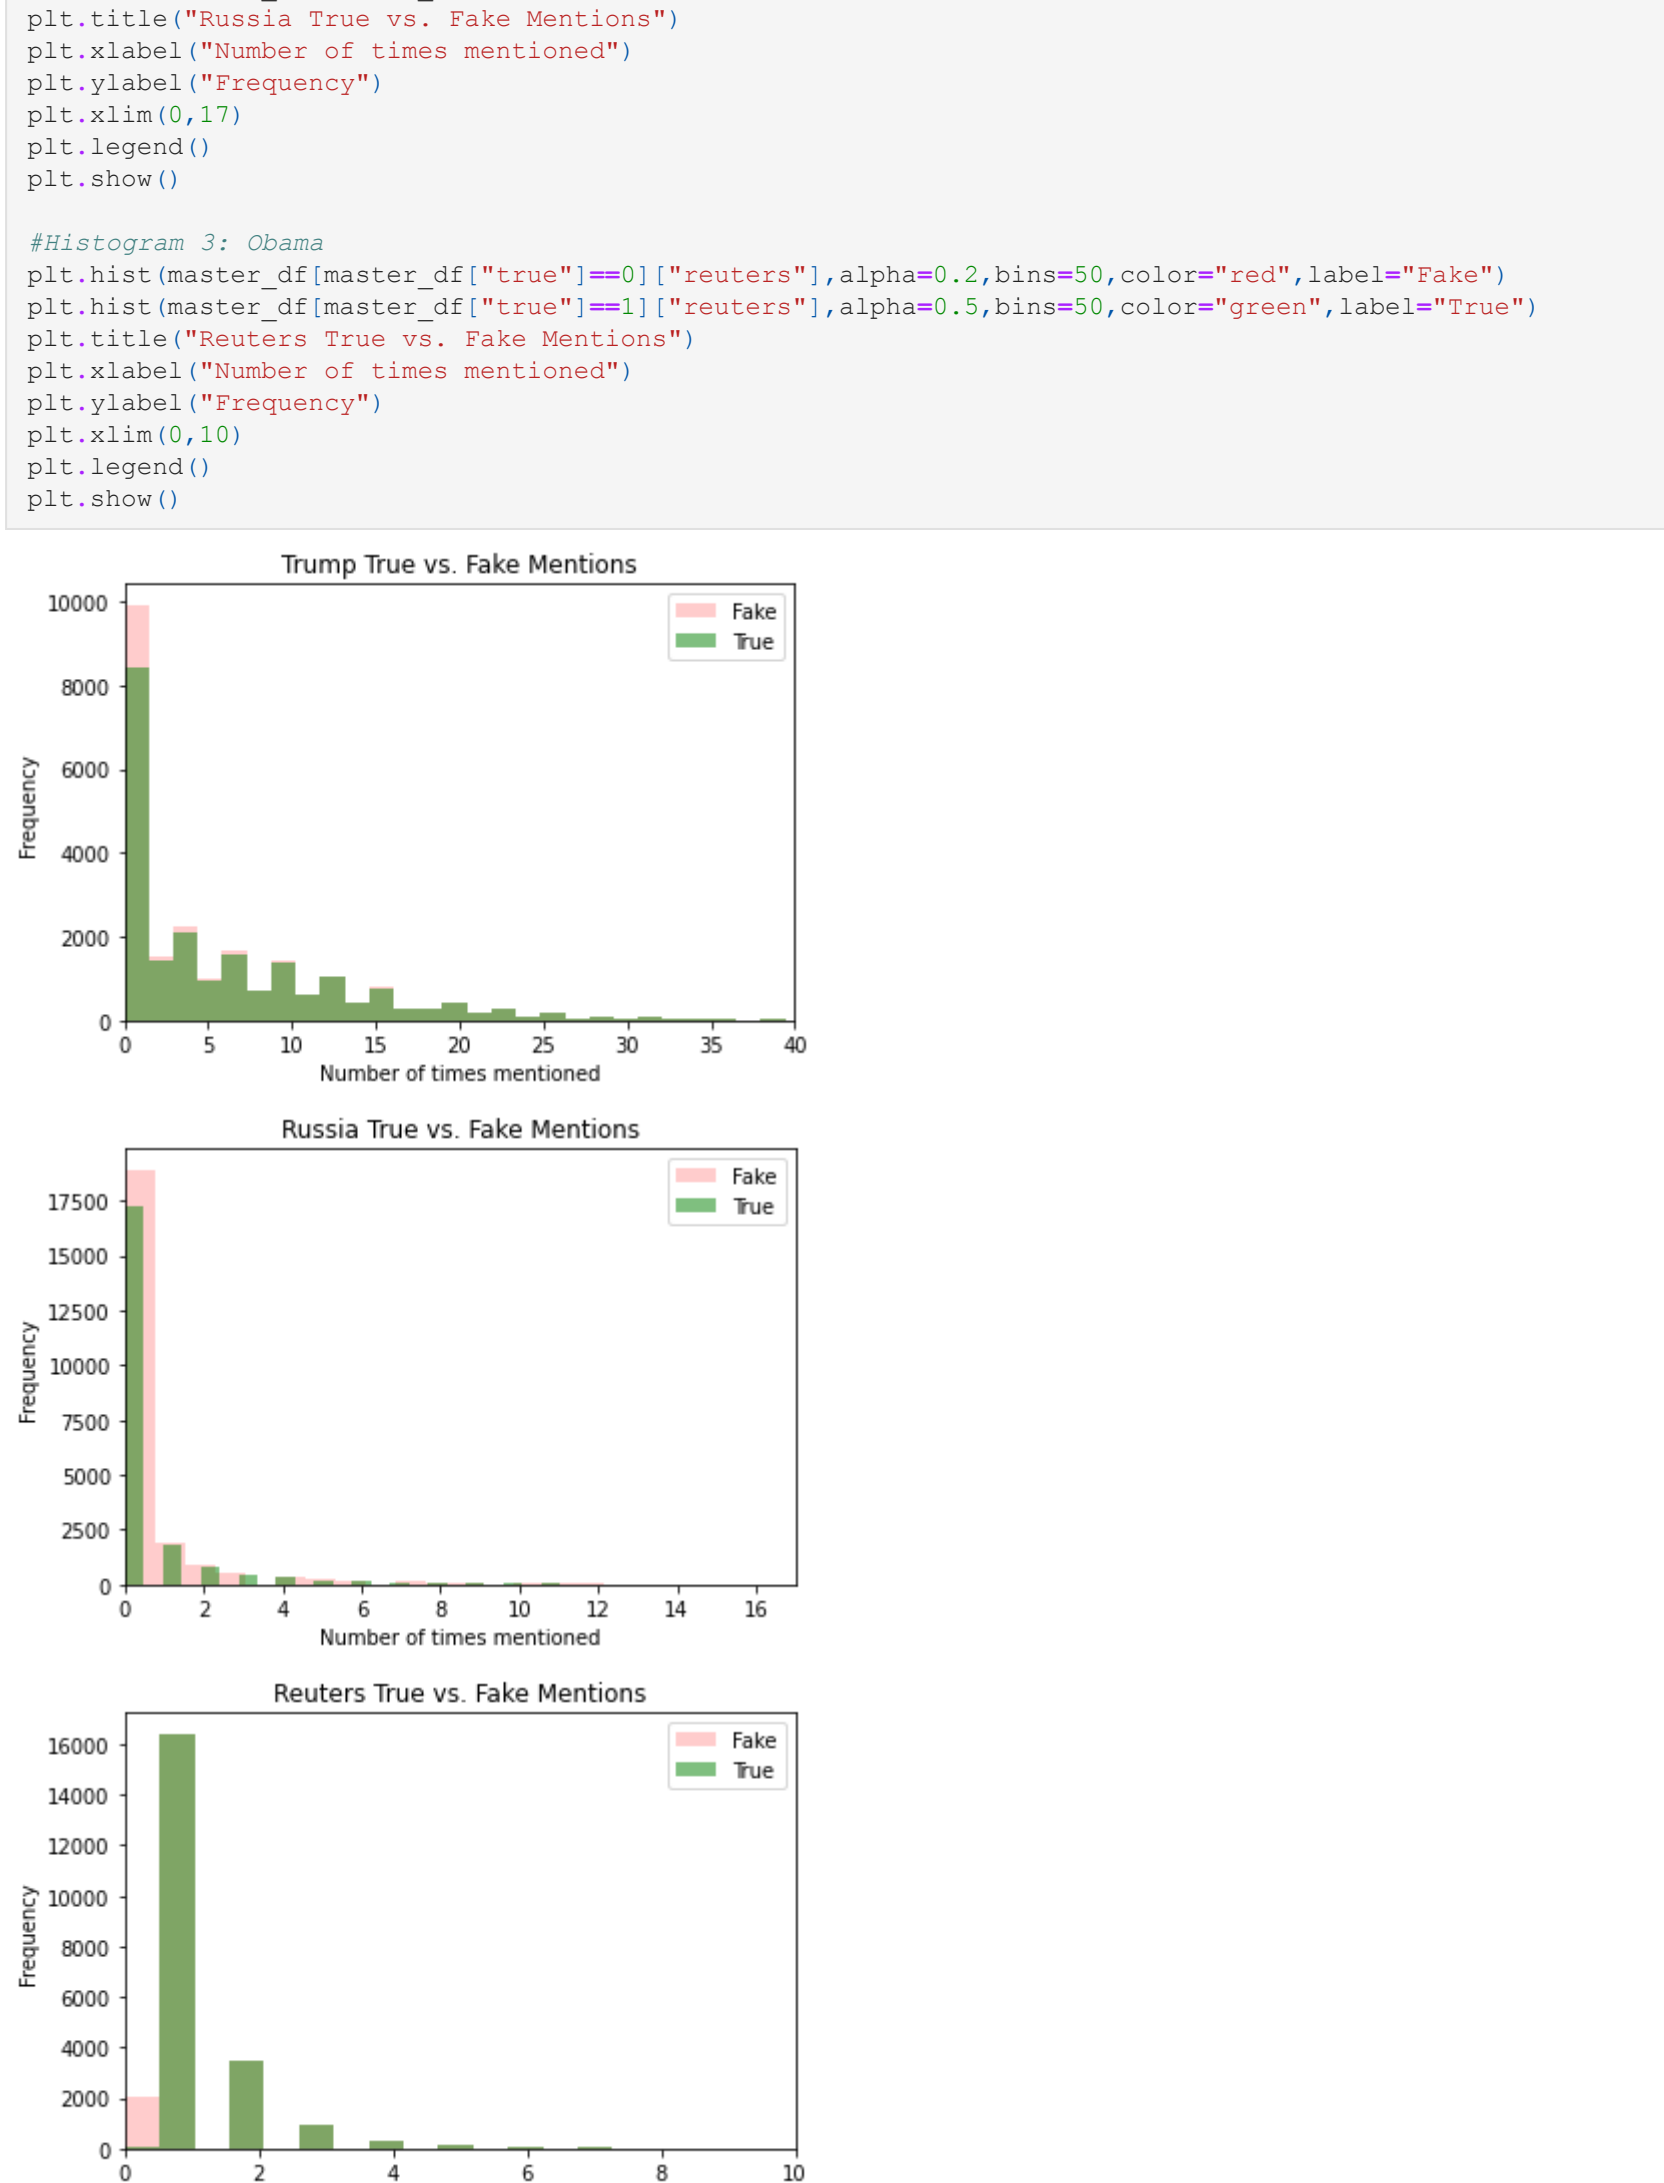 plt.title("Russia True vs. Fake Mentions")
plt.xlabel("Number of times mentioned")
plt.ylabel("Frequency")
plt.xlim(0,17)
plt.legend()
plt.show()
#Histogram 3: Obama
plt.hist(master_df[master_df["true"]==0]["reuters"],alpha=0.2,bins=50,color="red",label="Fake")
plt.hist(master_df[master_df["true"]==1]["reuters"],alpha=0.5,bins=50,color="green",label="True")
plt.title("Reuters True vs. Fake Mentions")
plt.xlabel("Number of times mentioned")
plt.ylabel("Frequency")
plt.xlim(0,10)
plt.legend()
plt.show()
Trump True vs. Fake Mentions
Fake
True
10000
8000
6000
4000
2000
0
Frequency
0 5 10 15 20 25 30 35 40
Number of times mentioned
Russia True vs. Fake Mentions
Fake
True
17500
15000
12500
10000
7500
5000
2500
0
Frequency
0 2 4 6 8 10 12 14 16
Number of times mentioned
Reuters True vs. Fake Mentions
Fake
True
16000
14000
12000
10000
8000
6000
4000
2000
0
Frequency
0 2 4 6 8 10